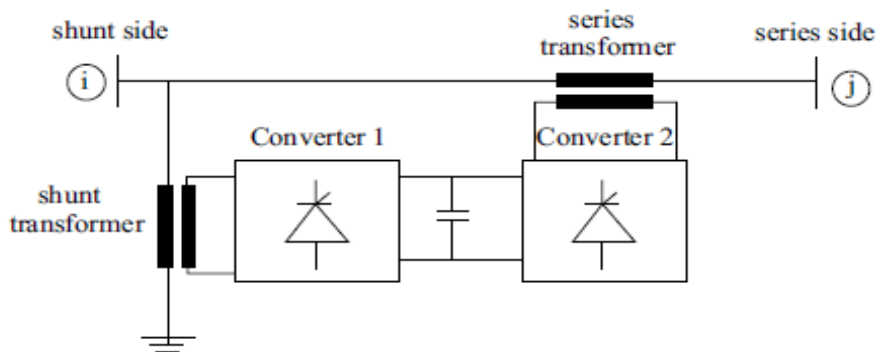 shunt side
series
transformer
series side
i
j
Converter 1
Converter 2
shunt
transformer